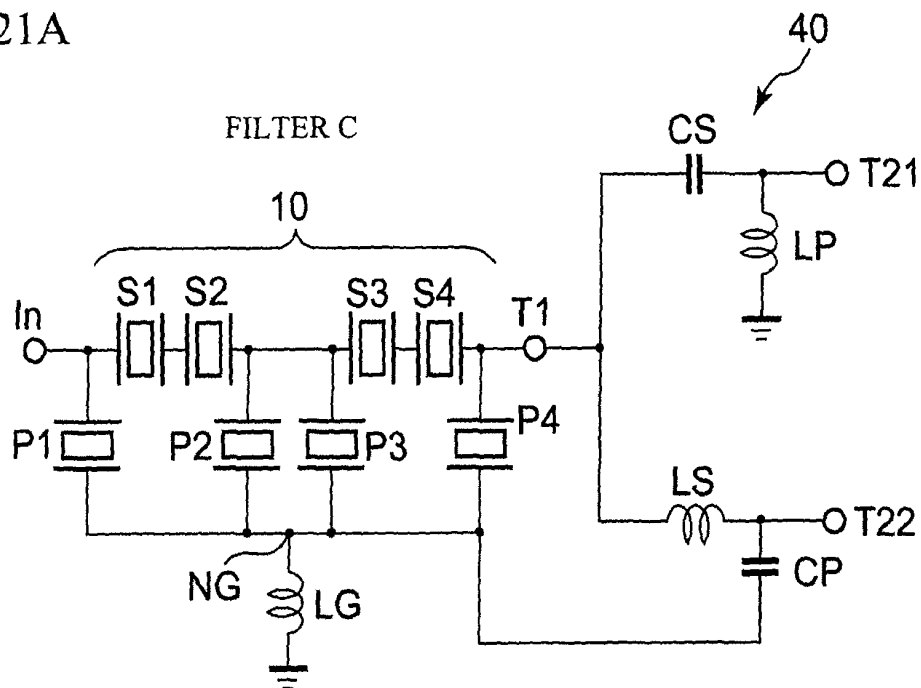 21A
40
FILTER C
CS
T21
10
LP
S1 S2 S3 S4
In
T1
P1 P2 P3 P4
LS
T22
NG LG
CP